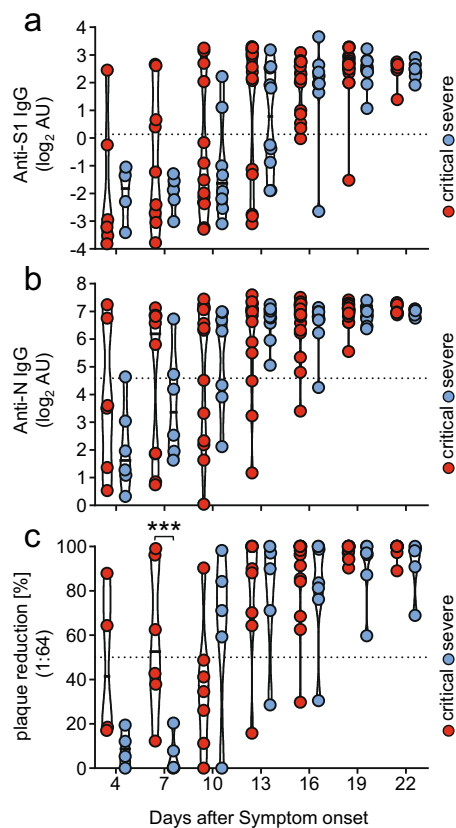 a
4
3
2
1
0
-1
-2
-3
-4
Anti-S1 IgG
(log2 AU)
critical severe
b
8
7
6
5
4
3
2
1
0
Anti-N IgG
(log2 AU)
critical severe
c
***
100
80
60
40
20
0
plaque reduction [%]
(1:64)
critical severe
4 7 10 13 16 19 22
Days after Symptom onset